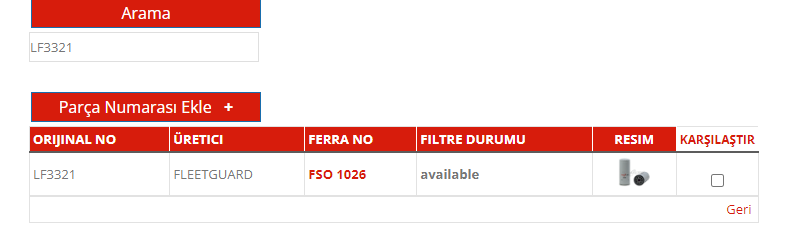 Arama
LF3321
Parça Numarası Ekle +
ORIJINAL NO ÜRETICI FERRA NO FILTRE DURUMU RESIM KARŞILAŞTIR
LF3321 FLEETGUARD FSO 1026 available
Geri